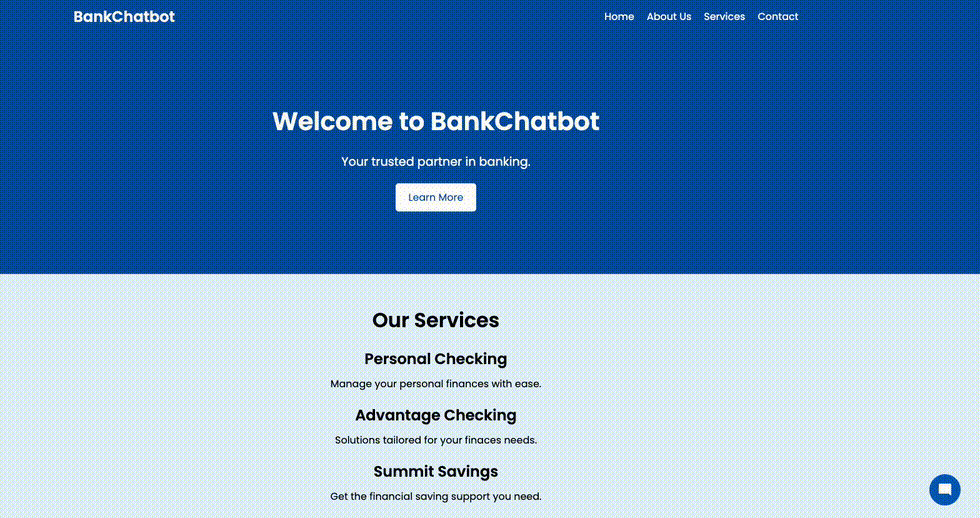 BankChatbot
Home About Us Services Contact
Welcome to BankChatbot
Your trusted partner in banking.
Learn More
Our Services
Personal Checking
Manage your personal finances with ease.
Advantage Checking
Solutions tailored for your finaces needs.
Summit Savings
Get the financial saving support you need.